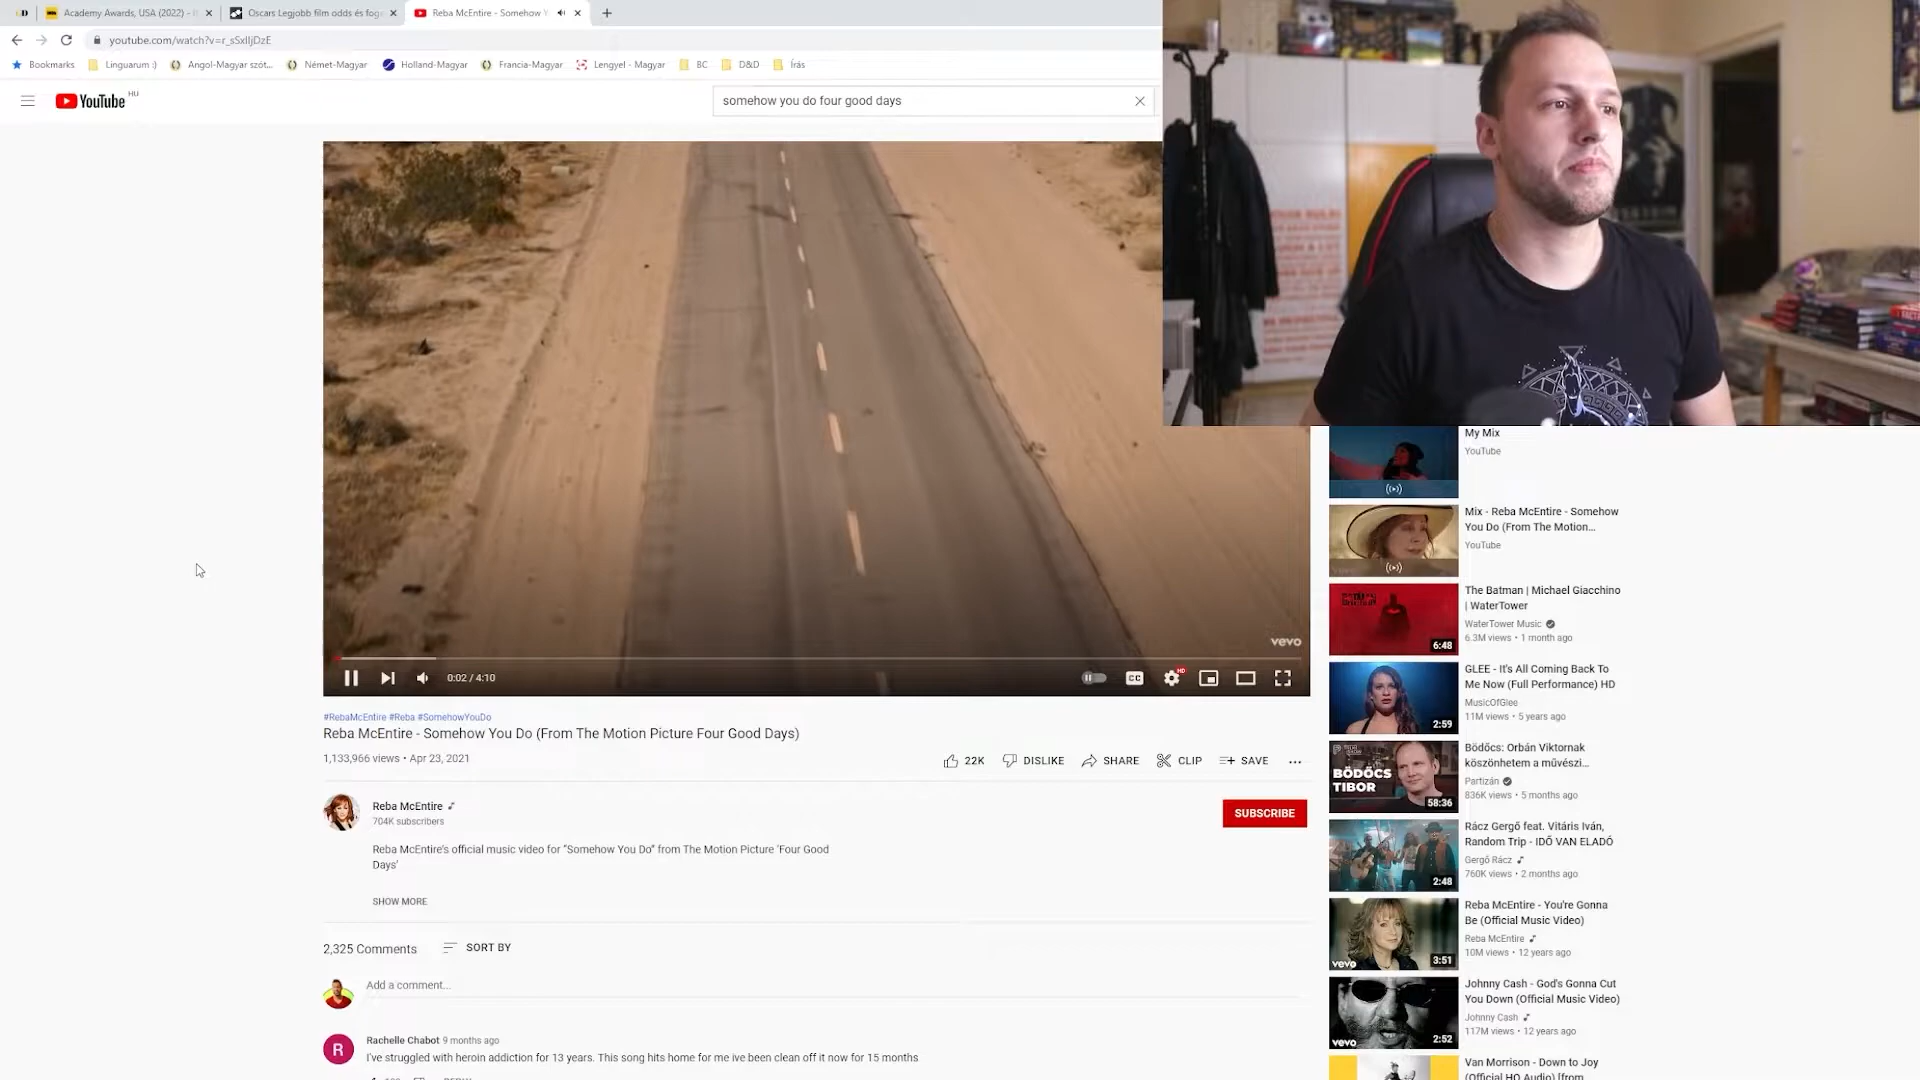 Academy Awards, USA (2022) -
Oscars Legjobb film odds és fog
Reba McEntire - Somehow Y
youtube.com/watch?v=r_sSxlIjDzE
Bookmarks
Linguarum :)
Angol-Magyar szót...
Német-Magyar
Holland-Magyar
Francia-Magyar
Lengyel - Magyar
BC
D&D
Írás
YouTube HU
somehow you do four good days
vevo
0:02 / 4:10
CC
HD
#RebaMcEntire #Reba #SomehowYouDo
Reba McEntire - Somehow You Do (From The Motion Picture Four Good Days)
1,133,966 views • Apr 23, 2021
22K
DISLIKE
SHARE
CLIP
SAVE
Reba McEntire
704K subscribers
SUBSCRIBE
Reba McEntire's official music video for "Somehow You Do" from The Motion Picture 'Four Good
Days'
SHOW MORE
2,325 Comments
SORT BY
Add a comment...
R
Rachelle Chabot 9 months ago
I've struggled with heroin addiction for 13 years. This song hits home for me ive been clean off it now for 15 months
My Mix
YouTube
Mix - Reba McEntire - Somehow
You Do (From The Motion...
YouTube
The Batman | Michael Giacchino
| WaterTower
WaterTower Music
6.3M views • 1 month ago
6:48
GLEE - It's All Coming Back To
Me Now (Full Performance) HD
MusicOfGlee
11M views • 5 years ago
2:59
BÖDŐCS
TIBOR
58:36
Bödőcs: Orbán Viktornak
köszönhetem a művészi...
Partizán
836K views • 5 months ago
Rácz Gergő feat. Vitáris Iván,
Random Trip - IDŐ VAN ELADÓ
Gergő Rácz
760K views • 2 months ago
2:48
Reba McEntire - You're Gonna
Be (Official Music Video)
Reba McEntire
10M views • 12 years ago
vevo
3:51
Johnny Cash - God's Gonna Cut
You Down (Official Music Video)
Johnny Cash
117M views • 12 years ago
vevo
2:52
Van Morrison - Down to Joy
(Official HQ Audio) [from